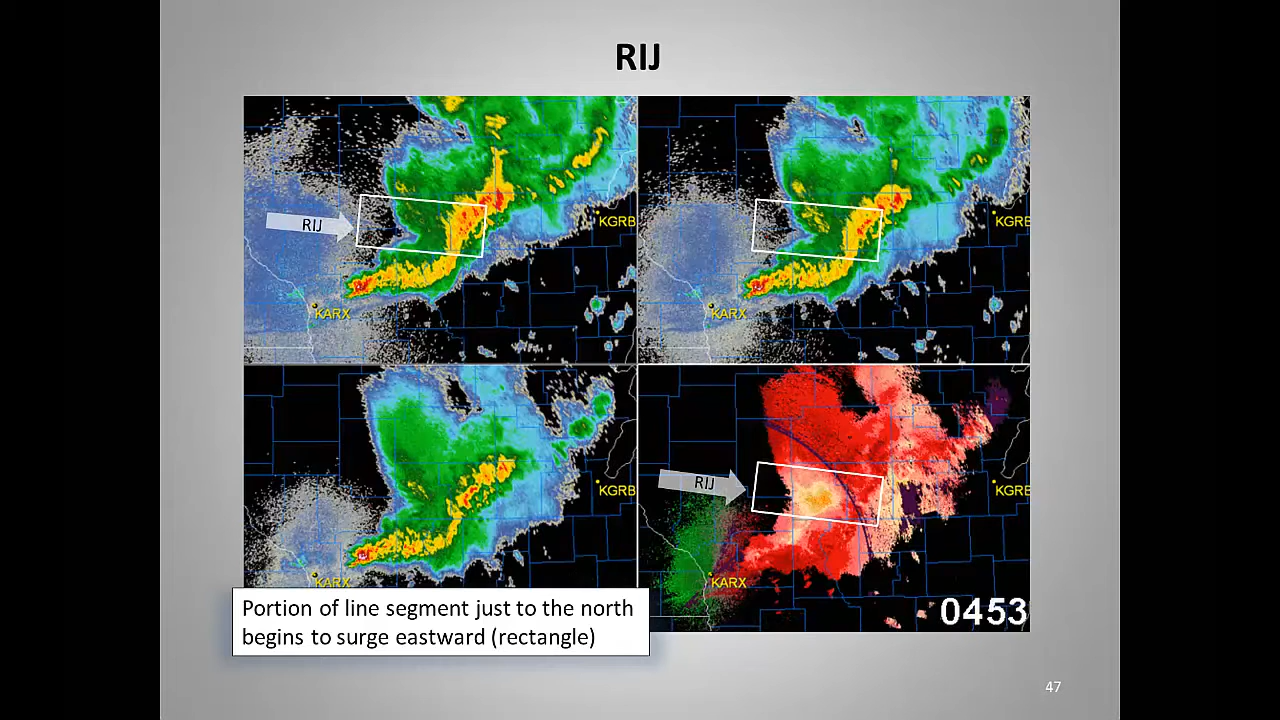 RIJ
RIJ
KGRB
KARX
KGRB
KARX
KGRB
KARX
RIJ
KGRB
KARX
0453
Portion of line segment just to the north
begins to surge eastward (rectangle)
47